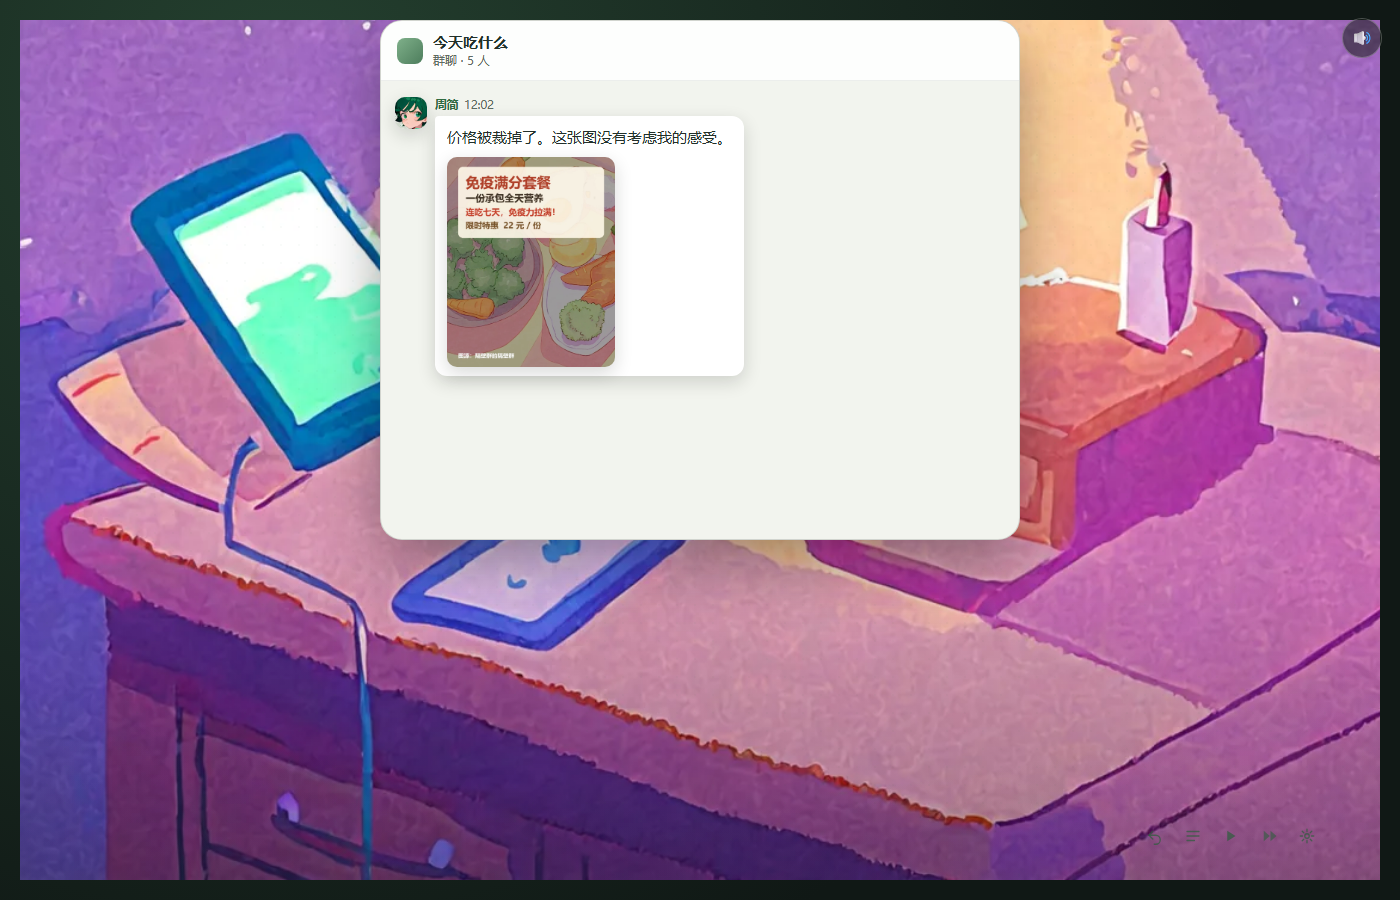 今天吃什么
群聊 · 5 人
周简 12:02
价格被裁掉了。这张图没有考虑我的感受。
免疫满分套餐
一份承包全天营养
连吃七天，免疫力拉满！
限时特惠 22 元 / 份